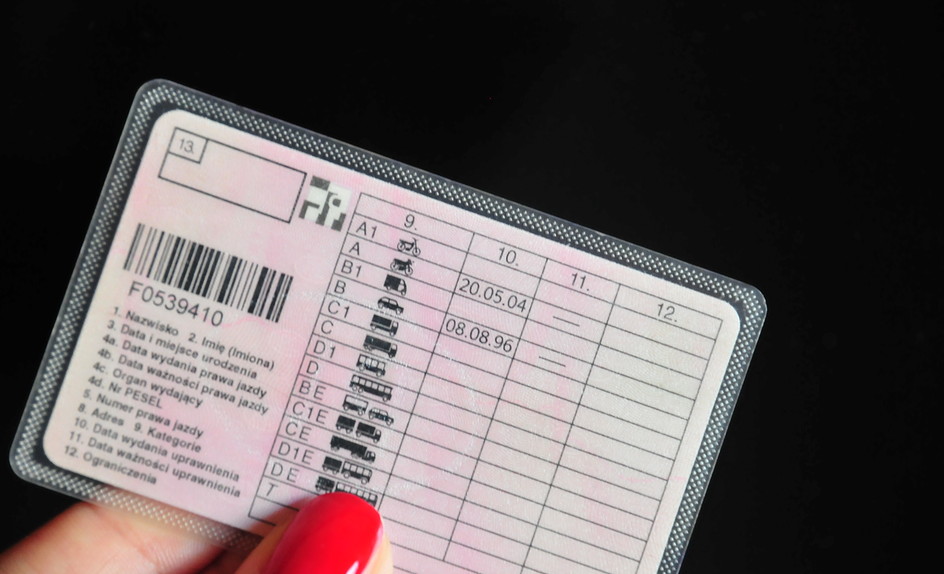 13.
9. 10. 11. 12.
A1
A 20.05.04 —
B1
B 08.08.96 —
C1
C
D1
D
BE
C1E
CE
D1E
DE
T
F0539410
1. Nazwisko 2. Imię (Imiona)
3. Data i miejsce urodzenia
4a. Data wydania prawa jazdy
4b. Data ważności prawa jazdy
4c. Organ wydający
4d. Nr PESEL
5. Numer prawa jazdy
8. Adres 9. Kategorie
10. Data wydania uprawnienia
11. Data ważności uprawnienia
12. Ograniczenia